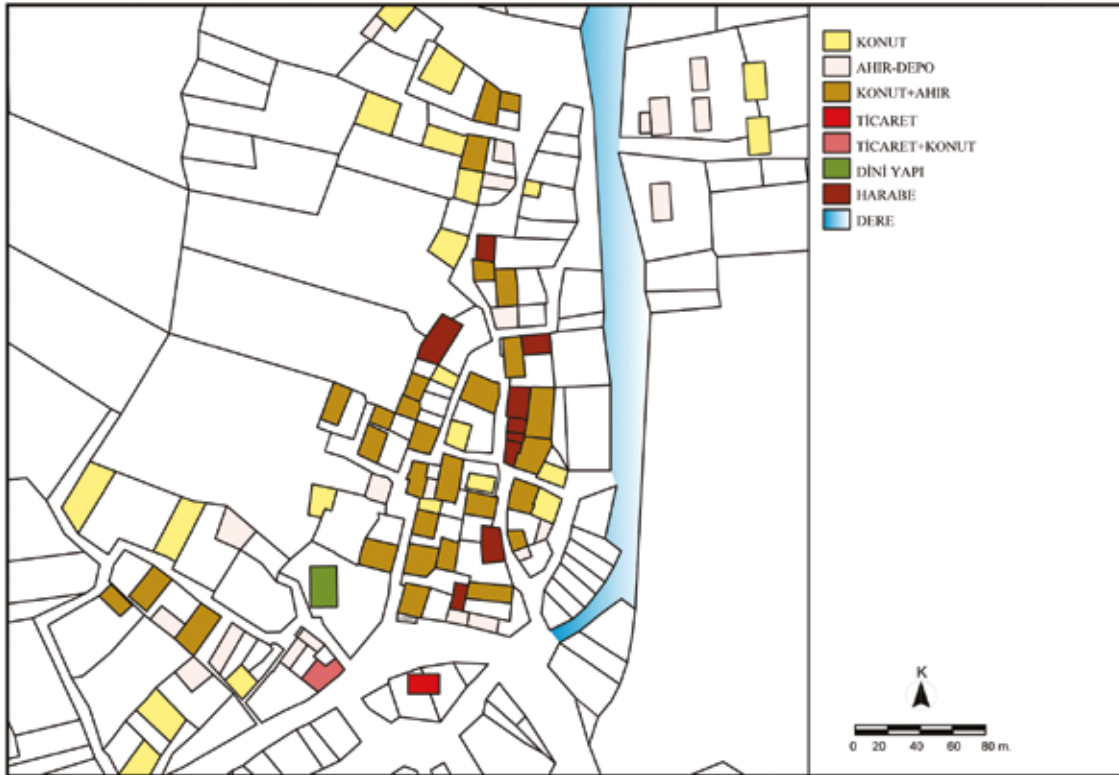 KONUT
AHIR-DEPO
KONUT+AHIR
TİCARET
TİCARET+KONUT
DİNİ YAPI
HARABE
DERE
K
0 20 40 60 80 m.